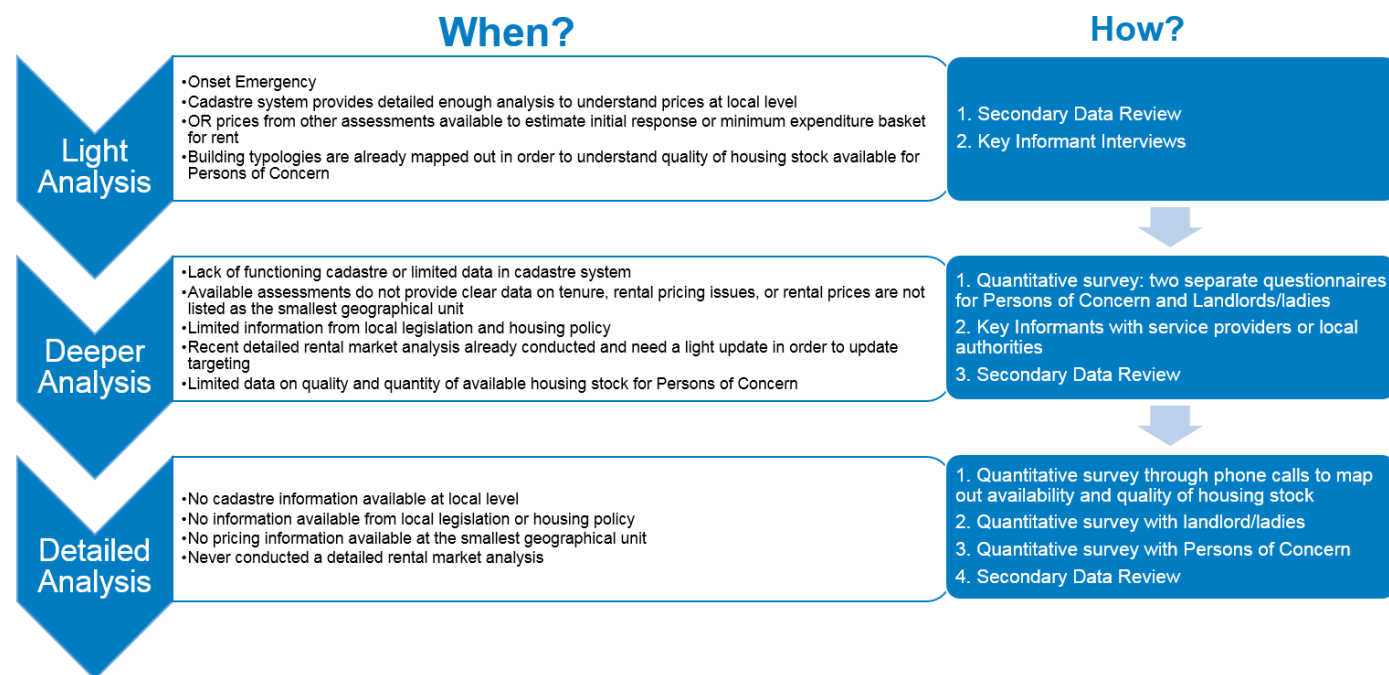 When?
How?
Light
Analysis
•Onset Emergency
•Cadastre system provides detailed enough analysis to understand prices at local level
•OR prices from other assessments available to estimate initial response or minimum expenditure basket
for rent
•Building typologies are already mapped out in order to understand quality of housing stock available for
Persons of Concern
1. Secondary Data Review
2. Key Informant Interviews
Deeper
Analysis
•Lack of functioning cadastre or limited data in cadastre system
•Available assessments do not provide clear data on tenure, rental pricing issues, or rental prices are not
listed as the smallest geographical unit
•Limited information from local legislation and housing policy
•Recent detailed rental market analysis already conducted and need a light update in order to update
targeting
•Limited data on quality and quantity of available housing stock for Persons of Concern
1. Quantitative survey: two separate questionnaires
for Persons of Concern and Landlords/ladies
2. Key Informants with service providers or local
authorities
3. Secondary Data Review
Detailed
Analysis
•No cadastre information available at local level
•No information available from local legislation or housing policy
•No pricing information available at the smallest geographical unit
•Never conducted a detailed rental market analysis
1. Quantitative survey through phone calls to map
out availability and quality of housing stock
2. Quantitative survey with landlord/ladies
3. Quantitative survey with Persons of Concern
4. Secondary Data Review